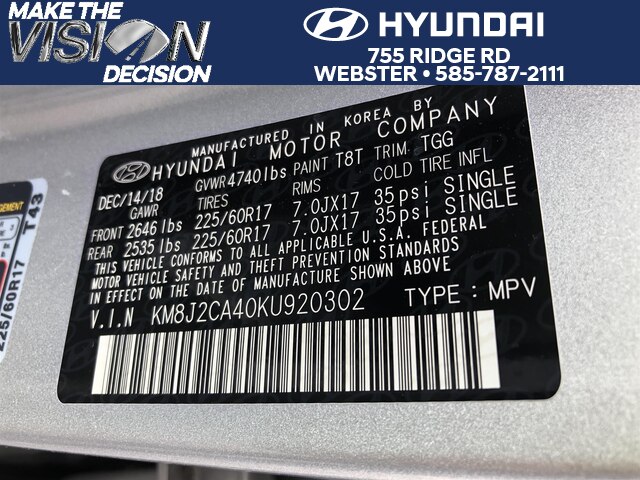 MAKE THE
VISION
DECISION
HYUNDAI
755 RIDGE RD
WEBSTER • 585-787-2111
MANUFACTURED IN KOREA BY
HYUNDAI MOTOR COMPANY
DEC/14/18 GVWR 4740lbs PAINT T8T TRIM: TGG
GAWR TIRES RIMS COLD TIRE INFL
FRONT 2646 lbs 225/60R17 7.0JX17 35psi SINGLE
REAR 2535 lbs 225/60R17 7.0JX17 35psi SINGLE
THIS VEHICLE CONFORMS TO ALL APPLICABLE U.S.A. FEDERAL
MOTOR VEHICLE SAFETY AND THEFT PREVENTION STANDARDS
IN EFFECT ON THE DATE OF MANUFACTURE SHOWN ABOVE.
V.I.N KM8J2CA40KU920302 TYPE : MPV
T43
225/60R17